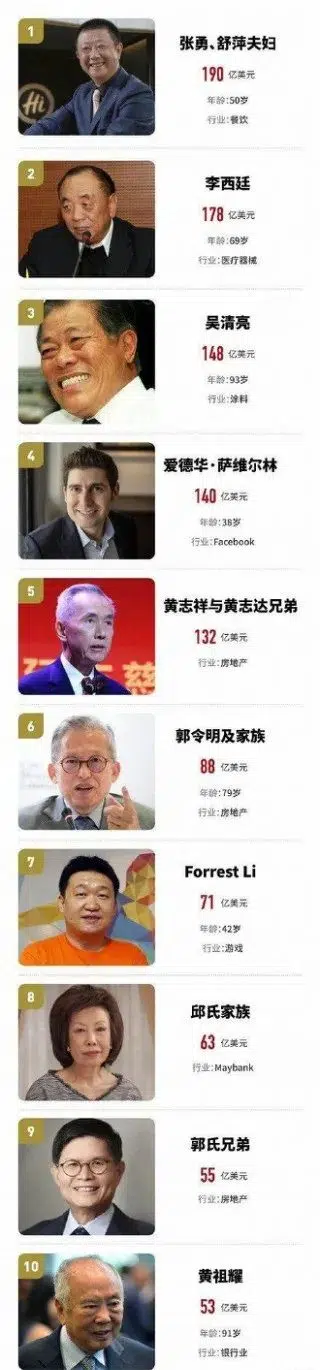 1
Hi
张勇、舒萍夫妇
190 亿美元
年龄:50岁
行业:餐饮
2
李西廷
178 亿美元
年龄:69岁
行业:医疗器械
3
吴清亮
148 亿美元
年龄:93岁
行业:涂料
4
爱德华·萨维尔林
140 亿美元
年龄:38岁
行业:Facebook
5
慈
黄志祥与黄志达兄弟
132 亿美元
行业:房地产
6
郭令明及家族
88 亿美元
年龄:79岁
行业:房地产
7
Forrest Li
71 亿美元
年龄:42岁
行业:游戏
8
邱氏家族
63 亿美元
行业:Maybank
9
郭氏兄弟
55 亿美元
行业:房地产
10
黄祖耀
53 亿美元
年龄:91岁
行业:银行业